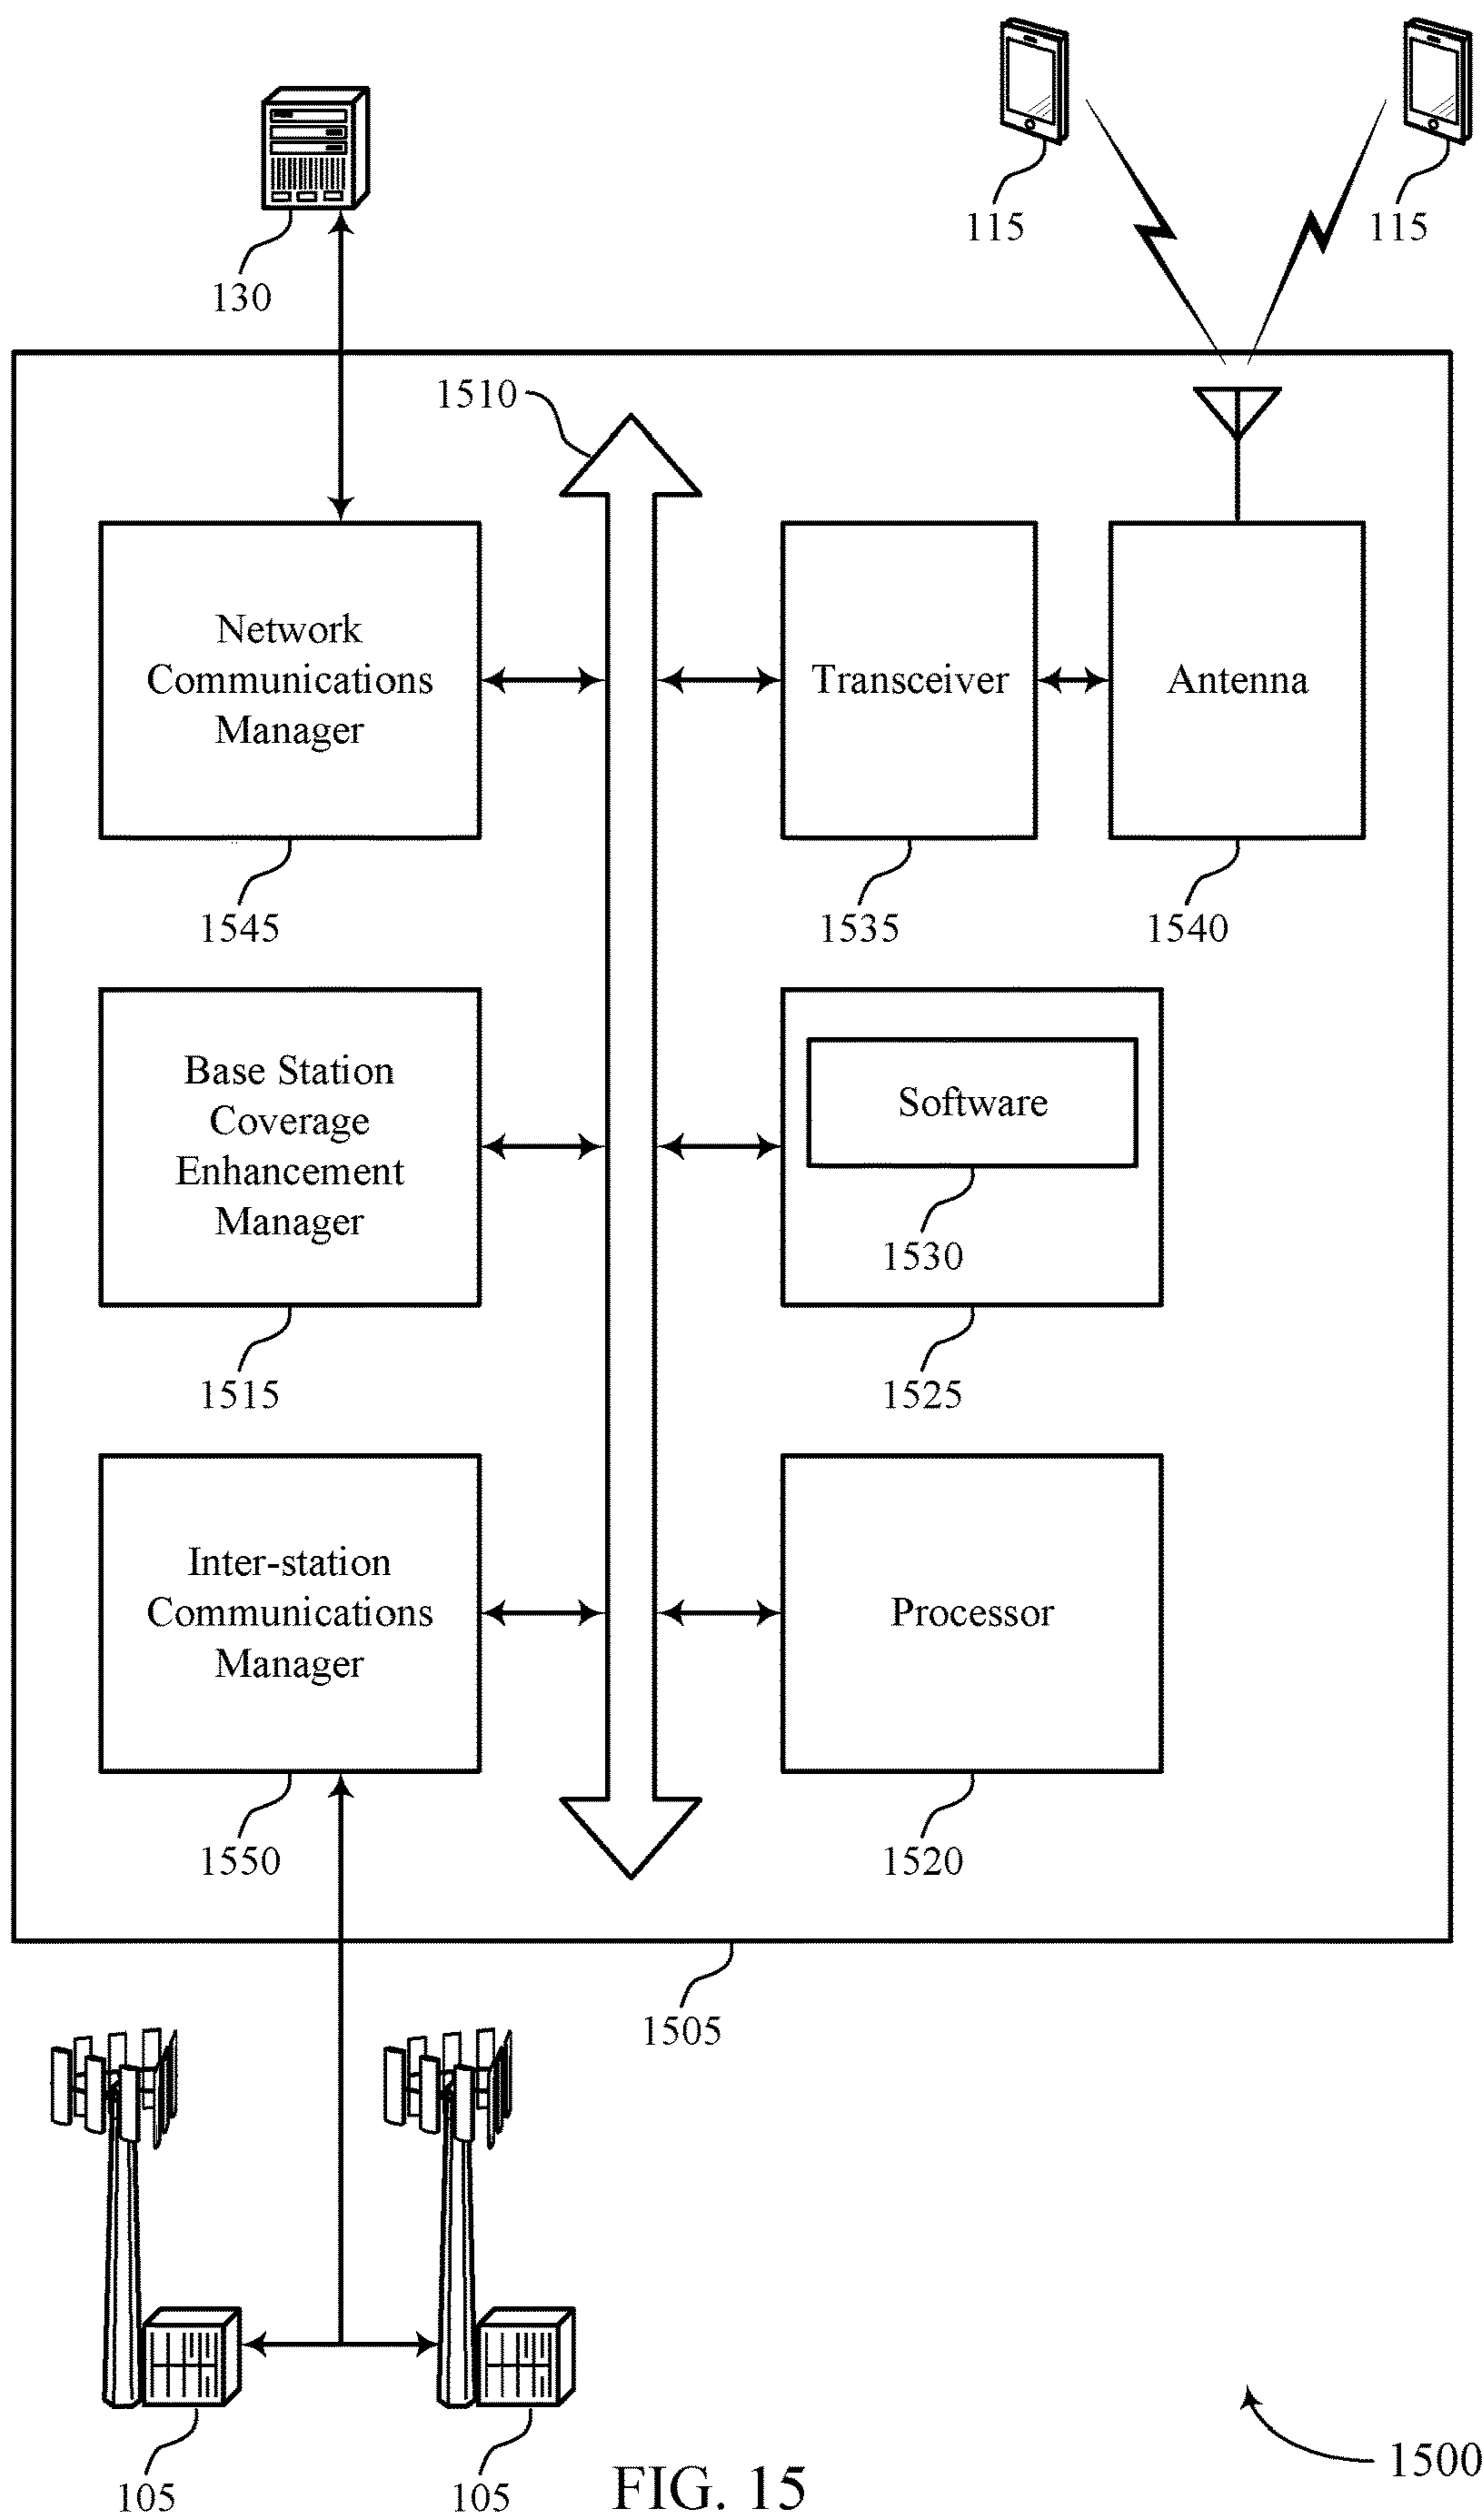 115
115
130
1510
Network
Communications
Manager
Transceiver
Antenna
1545
1535
1540
Base Station
Coverage
Enhancement
Manager
Software
1530
1515
1525
Inter-station
Communications
Manager
Processor
1550
1520
1505
105
105
FIG. 15
1500